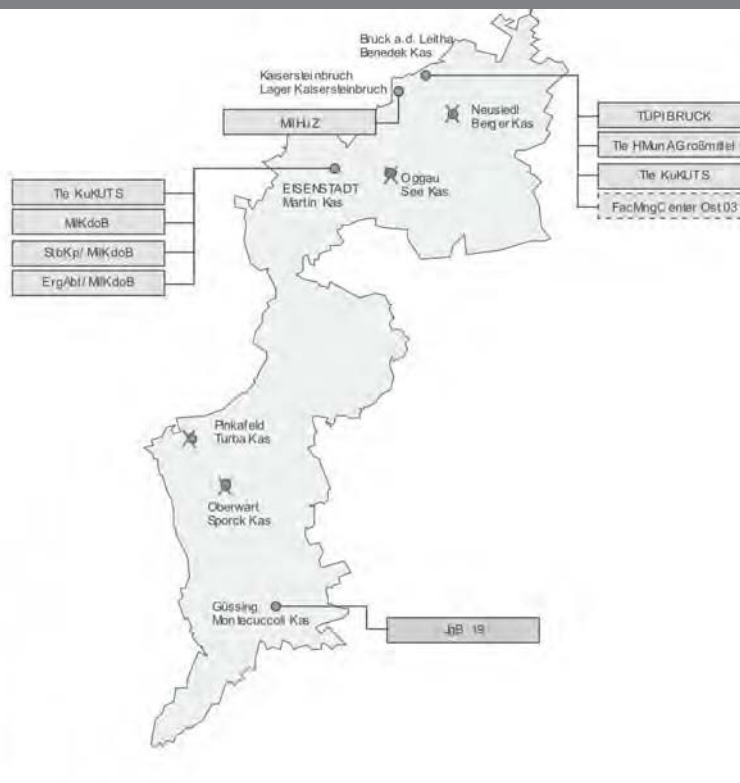 Bruck a.d. Leitha
Benedek Kas
Kaisersteinbruch
Lager Kaisersteinbruch
MilHuZ
Neusiedl
Berger Kas
TÜPl BRUCK
Tle HMunA Großmittel
Tle KuKUTS
FacMngCenter Ost 03
EISENSTADT
Martin Kas
Oggau
See Kas
Tle KuKUTS
MilKdoB
StbKp/ MilKdoB
ErgAbt/ MilKdoB
Pinkafeld
Turba Kas
Oberwart
Sporck Kas
Güssing
Montecuccoli Kas
JgB 19